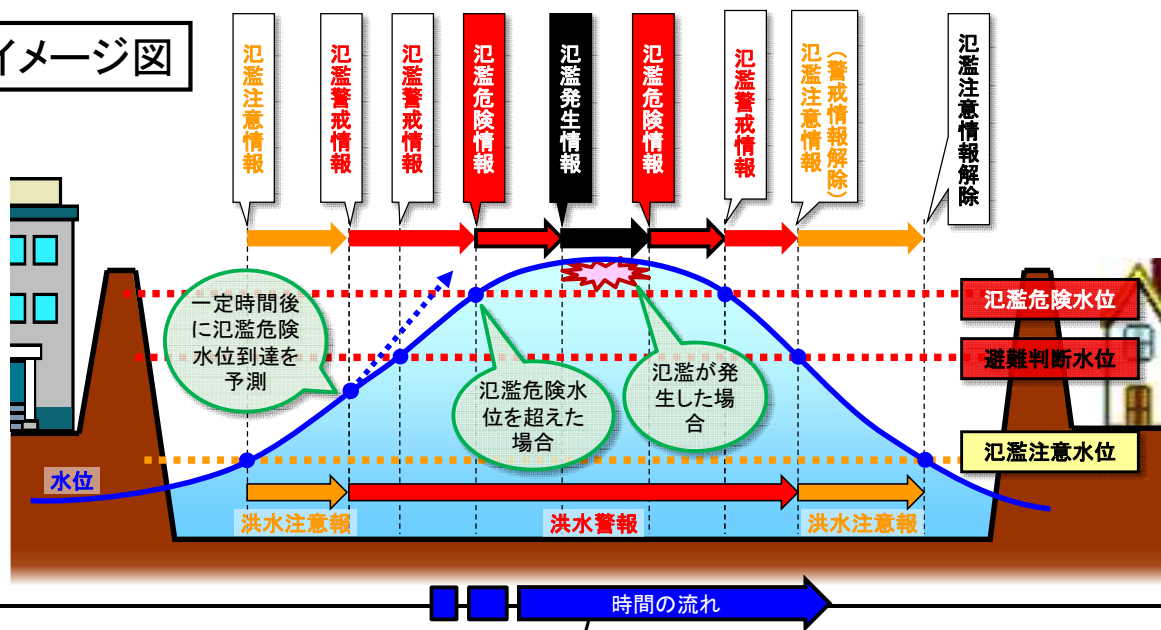 イメージ図
氾濫注意情報
氾濫警戒情報
氾濫警戒情報
氾濫危険情報
氾濫発生情報
氾濫危険情報
氾濫警戒情報
氾濫注意情報
（警戒情報解除）
氾濫注意情報解除
一定時間後
に氾濫危険
水位到達を
予測
氾濫危険水
位を超えた
場合
氾濫が発
生した場
合
氾濫危険水位
避難判断水位
氾濫注意水位
水位
洪水注意報
洪水警報
洪水注意報
時間の流れ